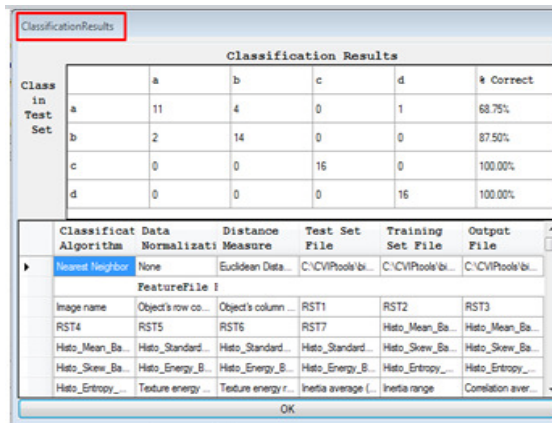 ClassificationResults
Classification Results
Class in Test Set
a b c d % Correct
a 11 4 0 1 68.75%
b 2 14 0 0 87.50%
c 0 0 16 0 100.00%
d 0 0 0 16 100.00%
Classificat Algorithm Data Normalizati Distance Measure Test Set File Training Set File Output File
Nearest Neighbor None Euclidean Dista... C:\CVIPtools\bi... C:\CVIPtools\bi... C:\CVIPtools\bi...
FeatureFile
Image name Object's row co... Object's column ... RST1 RST2 RST3
RST4 RST5 RST6 RST7 Histo_Mean_Ba... Histo_Mean_Ba...
Histo_Mean_Ba... Histo_Standard... Histo_Standard... Histo_Standard... Histo_Skew_Ba... Histo_Skew_Ba...
Histo_Skew_Ba... Histo_Energy_B... Histo_Energy_B... Histo_Energy_B... Histo_Entropy_... Histo_Entropy_...
Histo_Entropy_... Texture energy ... Texture energy r... Inertia average (... Inertia range Correlation aver...
OK